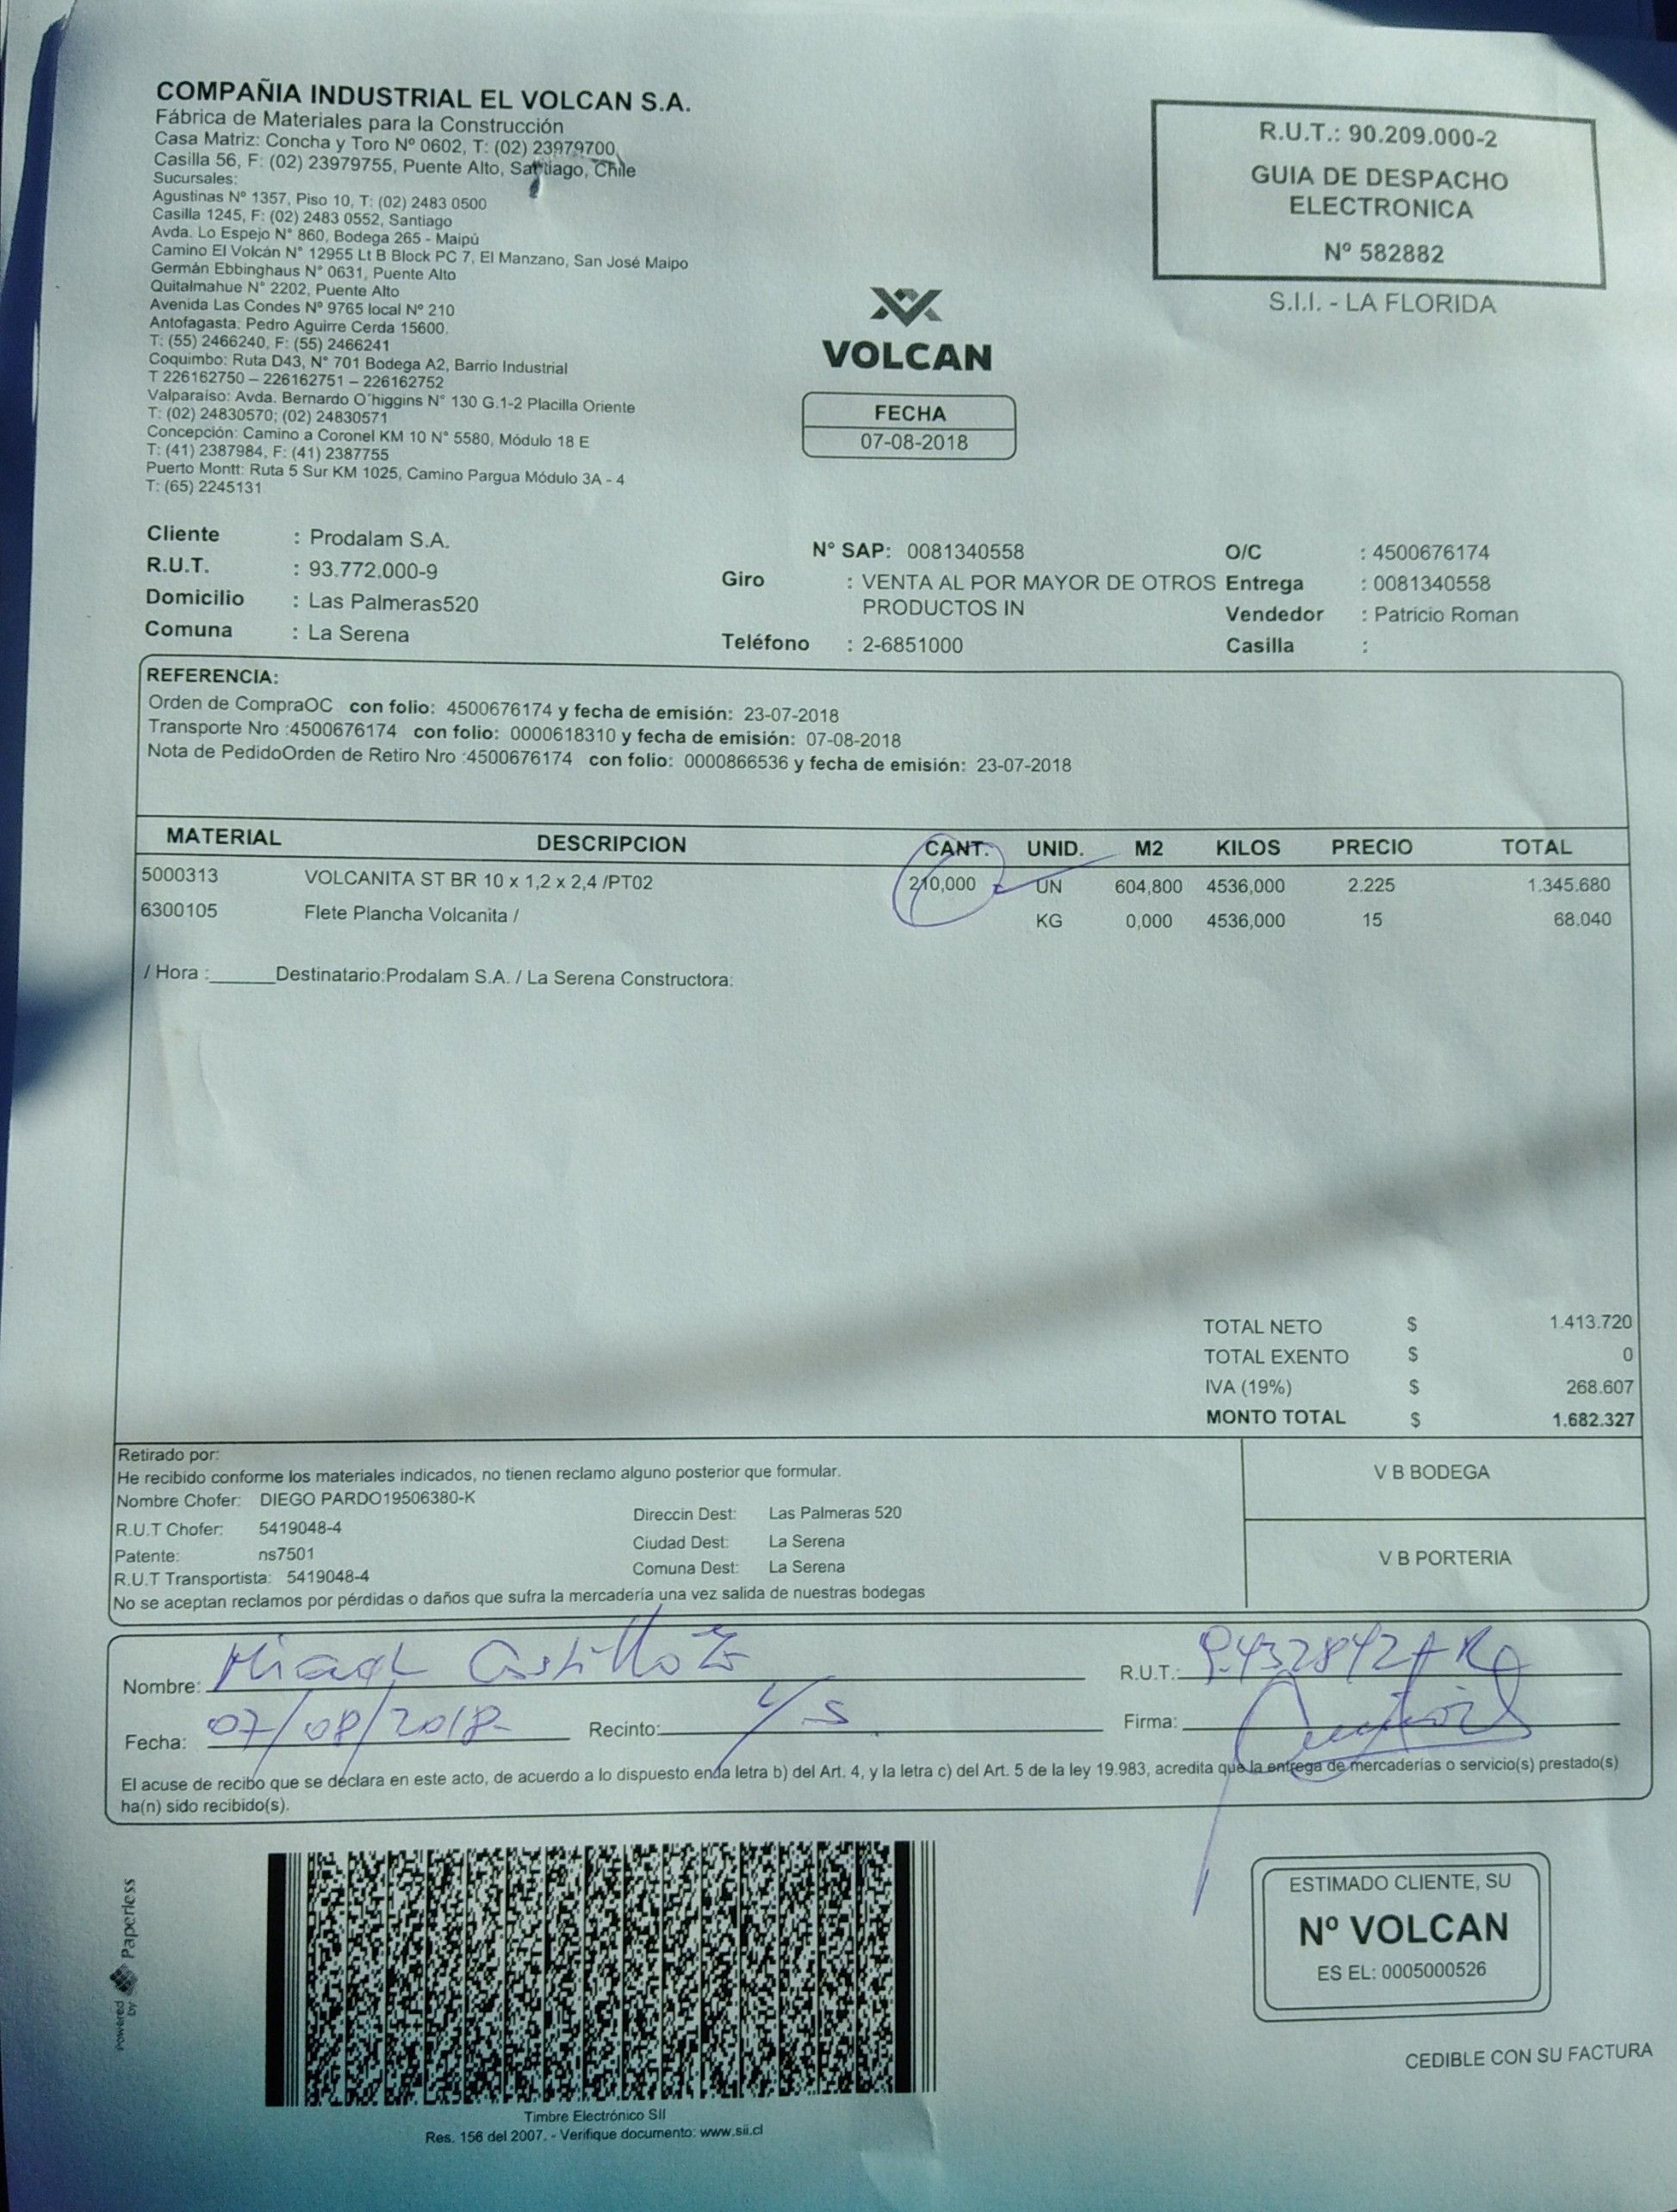 COMPAÑIA INDUSTRIAL EL VOLCAN S.A.
Fábrica de Materiales para la Construcción
Casa Matriz: Concha y Toro Nº 0602, T: (02) 23979700,
Casilla 56, F: (02) 23979755, Puente Alto, Santiago, Chile
Sucursales:
Agustinas N° 1357, Piso 10, T: (02) 2483 0500
Casilla 1245, F: (02) 2483 0552, Santiago
Avda. Lo Espejo N° 860, Bodega 265 - Maipú
Camino El Volcán N° 12955 Lt B Block PC 7, El Manzano, San José Maipo
Germán Ebbinghaus N° 0631, Puente Alto
Quitalmahue N° 2202, Puente Alto
Avenida Las Condes Nº 9765 local Nº 210
Antofagasta: Pedro Aguirre Cerda 15600.
T: (55) 2466240, F: (55) 2466241
Coquimbo: Ruta D43, N° 701 Bodega A2, Barrio Industrial
T 226162750 – 226162751 – 226162752
Valparaíso: Avda. Bernardo O´higgins N° 130 G.1-2 Placilla Oriente
T: (02) 24830570; (02) 24830571
Concepción: Camino a Coronel KM 10 N° 5580, Módulo 18 E
T: (41) 2387984, F: (41) 2387755
Puerto Montt: Ruta 5 Sur KM 1025, Camino Pargua Módulo 3A - 4
T: (65) 2245131
R.U.T.: 90.209.000-2
GUIA DE DESPACHO
ELECTRONICA
Nº 582882
S.I.I. - LA FLORIDA
VOLCAN
FECHA
07-08-2018
Cliente : Prodalam S.A.
R.U.T. : 93.772.000-9
Domicilio : Las Palmeras520
Comuna : La Serena
N° SAP: 0081340558
Giro : VENTA AL POR MAYOR DE OTROS
PRODUCTOS IN
Teléfono : 2-6851000
O/C : 4500676174
Entrega : 0081340558
Vendedor : Patricio Roman
Casilla :
REFERENCIA:
Orden de CompraOC con folio: 4500676174 y fecha de emisión: 23-07-2018
Transporte Nro :4500676174 con folio: 0000618310 y fecha de emisión: 07-08-2018
Nota de PedidoOrden de Retiro Nro :4500676174 con folio: 0000866536 y fecha de emisión: 23-07-2018
MATERIAL DESCRIPCION CANT. UNID. M2 KILOS PRECIO TOTAL
5000313 VOLCANITA ST BR 10 x 1,2 x 2,4 /PT02 210,000 UN 604,800 4536,000 2.225 1.345.680
6300105 Flete Plancha Volcanita / KG 0,000 4536,000 15 68.040
/ Hora :______Destinatario:Prodalam S.A. / La Serena Constructora:
TOTAL NETO $ 1.413.720
TOTAL EXENTO $ 0
IVA (19%) $ 268.607
MONTO TOTAL $ 1.682.327
Retirado por:
He recibido conforme los materiales indicados, no tienen reclamo alguno posterior que formular.
Nombre Chofer: DIEGO PARDO19506380-K
R.U.T Chofer: 5419048-4
Patente: ns7501
R.U.T Transportista: 5419048-4
Direccin Dest: Las Palmeras 520
Ciudad Dest: La Serena
Comuna Dest: La Serena
No se aceptan reclamos por pérdidas o daños que sufra la mercadería una vez salida de nuestras bodegas
V B BODEGA
V B PORTERIA
Nombre: Castillo
R.U.T.:
Fecha: 07/08/2018
Recinto:
Firma:
El acuse de recibo que se declara en este acto, de acuerdo a lo dispuesto en la letra b) del Art. 4, y la letra c) del Art. 5 de la ley 19.983, acredita que la entrega de mercaderías o servicio(s) prestado(s)
ha(n) sido recibido(s).
Powered by Paperless
Timbre Electrónico SII
Res. 156 del 2007. - Verifique documento: www.sii.cl
ESTIMADO CLIENTE, SU
Nº VOLCAN
ES EL: 0005000526
CEDIBLE CON SU FACTURA